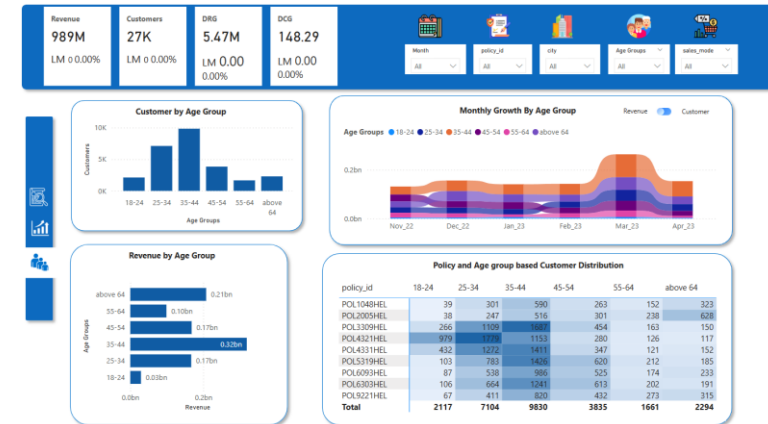 Revenue
989M
LM 0 0.00%
Customers
27K
LM 0 0.00%
DRG
5.47M
LM 0.00
0.00%
DCG
148.29
LM 0.00
0.00%
Month
All
policy_id
All
city
All
Age Groups
All
sales_mode
All
Customer by Age Group
Customers
10K
5K
0K
18-24 25-34 35-44 45-54 55-64 above 64
Age Groups
Monthly Growth By Age Group
Revenue Customer
Age Groups 18-24 25-34 35-44 45-54 55-64 above 64
0.2bn
0.0bn
Nov_22 Dec_22 Jan_23 Feb_23 Mar_23 Apr_23
Revenue by Age Group
Age Groups
above 64 0.21bn
55-64 0.10bn
45-54 0.17bn
35-44 0.32bn
25-34 0.17bn
18-24 0.03bn
0.0bn 0.2bn
Revenue
Policy and Age group based Customer Distribution
policy_id 18-24 25-34 35-44 45-54 55-64 above 64
POL1048HEL 39 301 590 263 152 323
POL2005HEL 38 247 516 301 238 628
POL3309HEL 266 1109 1687 454 163 150
POL4321HEL 979 1779 1153 280 126 117
POL4331HEL 432 1272 1411 347 121 152
POL5319HEL 103 783 1426 620 212 185
POL6093HEL 87 538 986 525 174 233
POL6303HEL 106 664 1241 613 202 191
POL9221HEL 67 411 820 432 273 315
Total 2117 7104 9830 3835 1661 2294